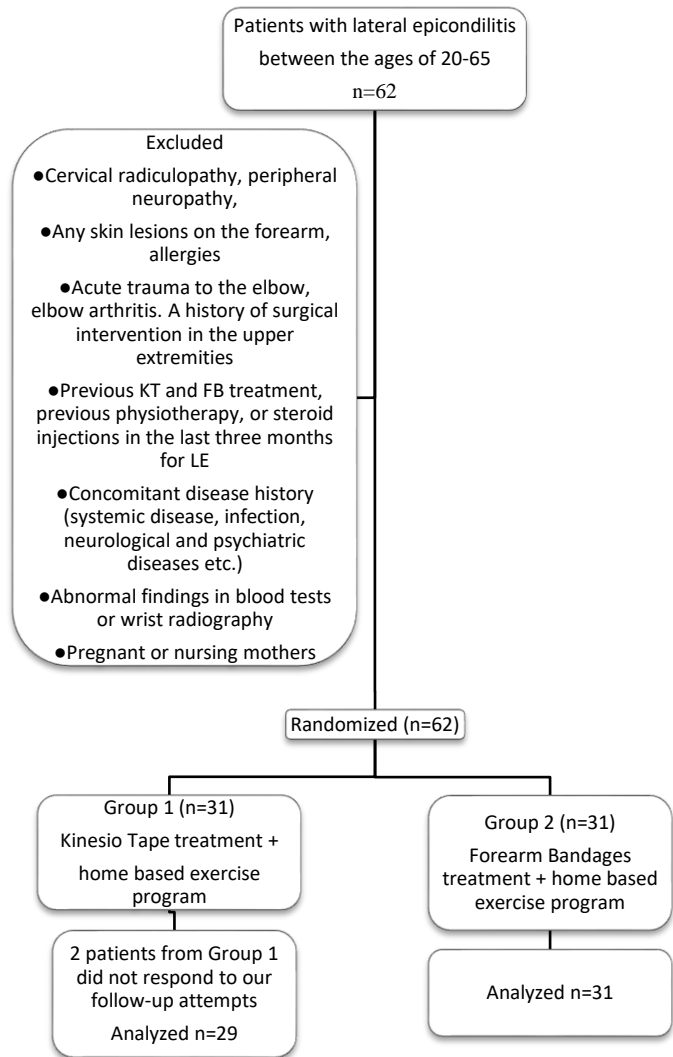 Patients with lateral epicondilitis
between the ages of 20-65
n=62
Excluded
●Cervical radiculopathy, peripheral
neuropathy,
●Any skin lesions on the forearm,
allergies
●Acute trauma to the elbow,
elbow arthritis. A history of surgical
intervention in the upper
extremities
●Previous KT and FB treatment,
previous physiotherapy, or steroid
injections in the last three months
for LE
●Concomitant disease history
(systemic disease, infection,
neurological and psychiatric
diseases etc.)
●Abnormal findings in blood tests
or wrist radiography
●Pregnant or nursing mothers
Randomized (n=62)
Group 1 (n=31)
Kinesio Tape treatment +
home based exercise
program
Group 2 (n=31)
Forearm Bandages
treatment + home based
exercise program
2 patients from Group 1
did not respond to our
follow-up attempts
Analyzed n=29
Analyzed n=31